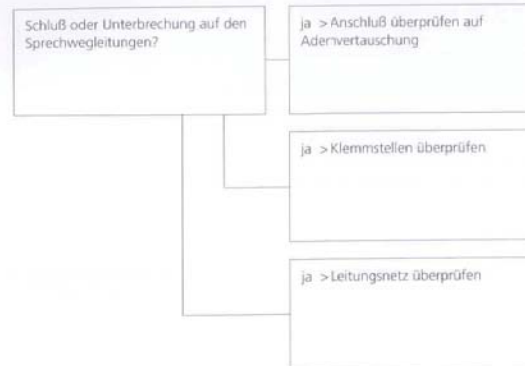 Schluß oder Unterbrechung auf den
Sprechwegleitungen?
ja > Anschluß überprüfen auf
Adernvertauschung
ja > Klemmstellen überprüfen
ja > Leitungsnetz überprüfen